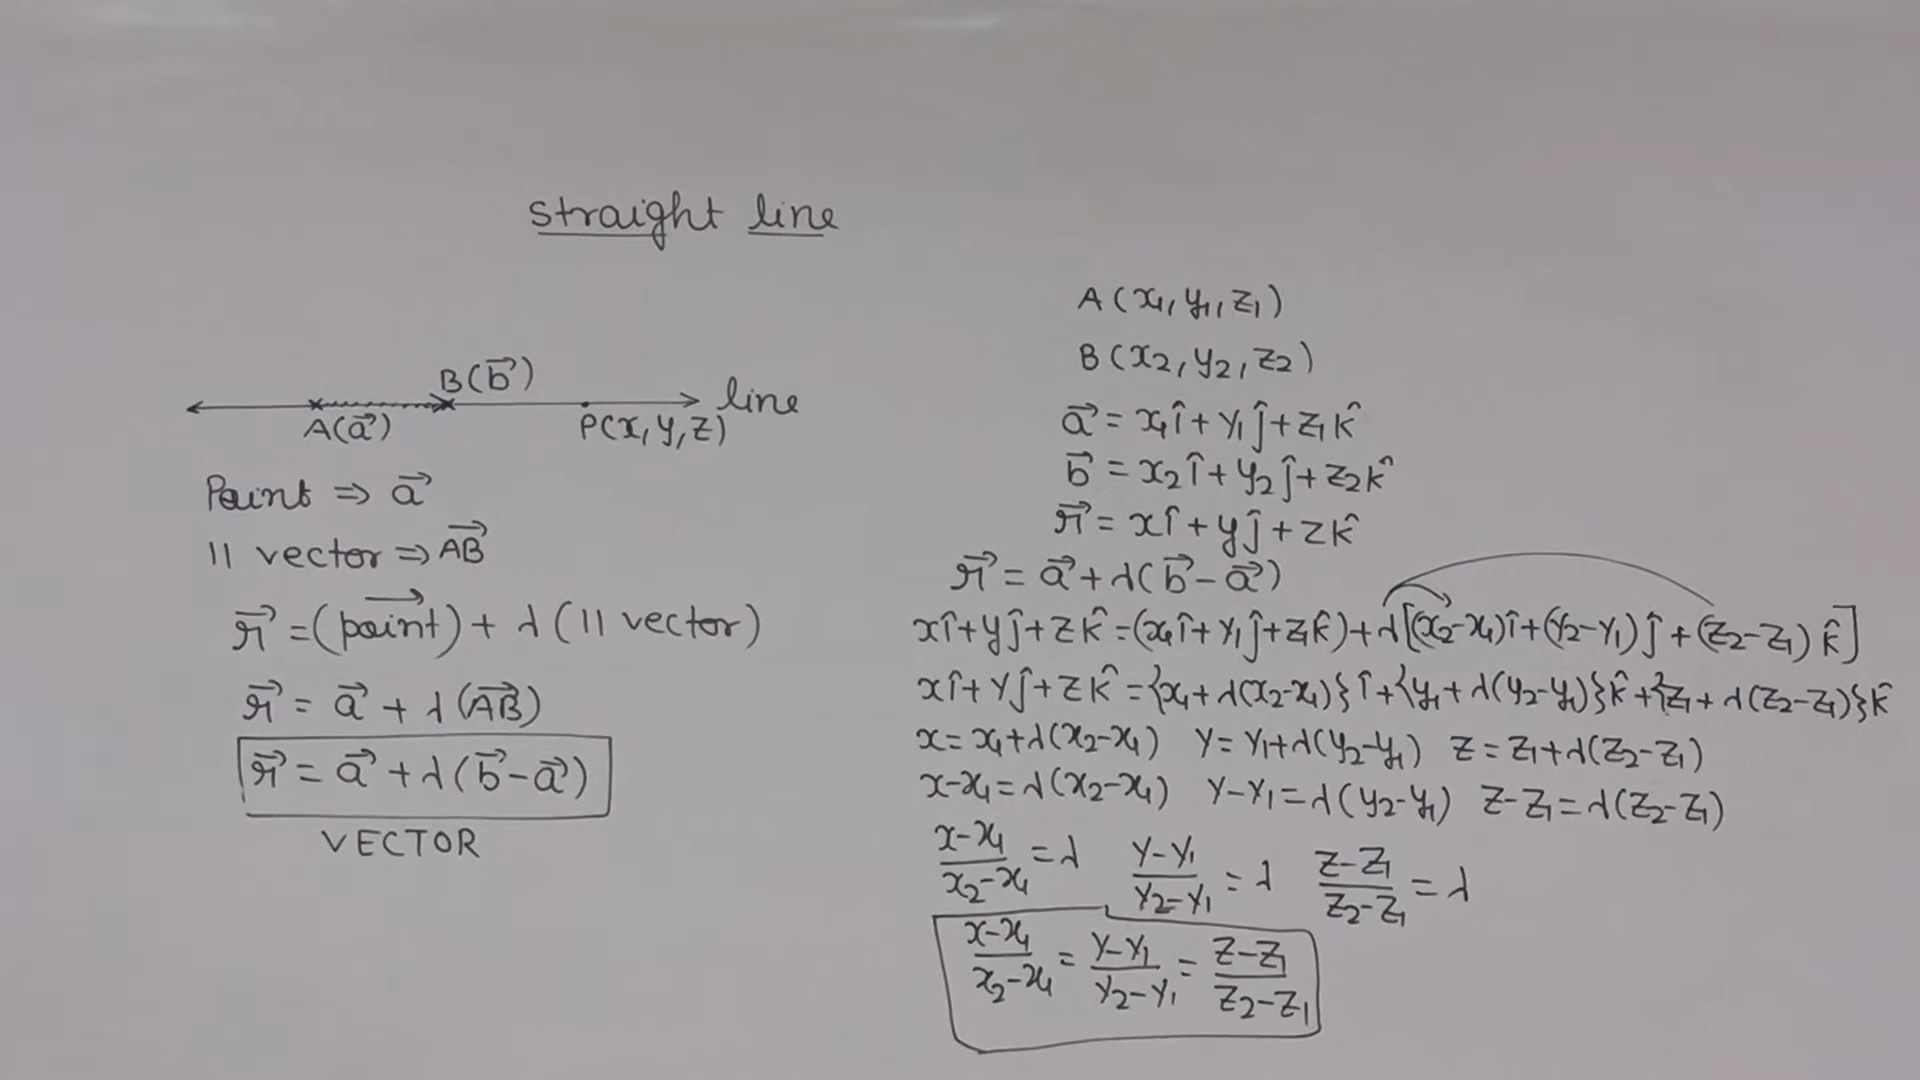 straight line
B(b⃗)
A(a⃗)
P(x,y,z)
line
Point ⇒ a⃗
|| vector ⇒ AB⃗
r⃗ = (point⃗) + λ (|| vector)
r⃗ = a⃗ + λ (AB⃗)
r⃗ = a⃗ + λ (b⃗ - a⃗)
VECTOR
A (x₁, y₁, z₁)
B (x₂, y₂, z₂)
a⃗ = x₁î + y₁ĵ + z₁k̂
b⃗ = x₂î + y₂ĵ + z₂k̂
r⃗ = xî + yĵ + zk̂
r⃗ = a⃗ + λ(b⃗ - a⃗)
xî + yĵ + zk̂ = (x₁î + y₁ĵ + z₁k̂) + λ[(x₂-x₁)î + (y₂-y₁)ĵ + (z₂-z₁)k̂]
xî + yĵ + zk̂ = {x₁ + λ(x₂-x₁)}î + {y₁ + λ(y₂-y₁)}k̂ + {z₁ + λ(z₂-z₁)}k̂
x = x₁ + λ(x₂-x₁) y = y₁ + λ(y₂-y₁) z = z₁ + λ(z₂-z₁)
x-x₁ = λ(x₂-x₁) y-y₁ = λ(y₂-y₁) z-z₁ = λ(z₂-z₁)
(x-x₁)/(x₂-x₁) = λ (y-y₁)/(y₂-y₁) = λ (z-z₁)/(z₂-z₁) = λ
(x-x₁)/(x₂-x₁) = (y-y₁)/(y₂-y₁) = (z-z₁)/(z₂-z₁)